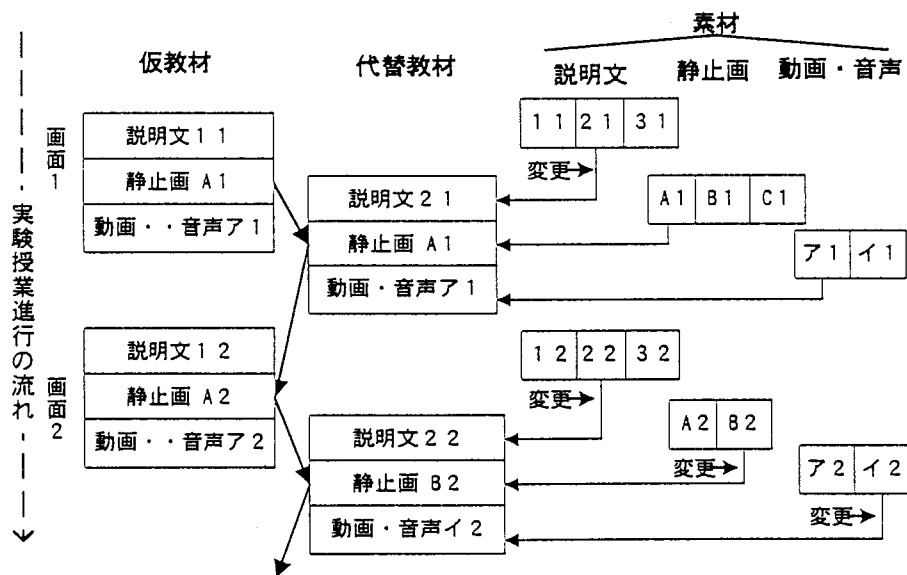 素材
仮教材
代替教材
説明文
静止画
動画・音声
画面1
説明文11
静止画 A1
動画・・音声ア1
11 21 31
変更
説明文21
静止画 A1
動画・音声ア1
A1 B1 C1
ア1 イ1
実験授業進行の流れ
画面2
説明文12
静止画 A2
動画・・音声ア2
12 22 32
変更
説明文22
静止画 B2
動画・音声イ2
A2 B2
変更
ア2 イ2
変更